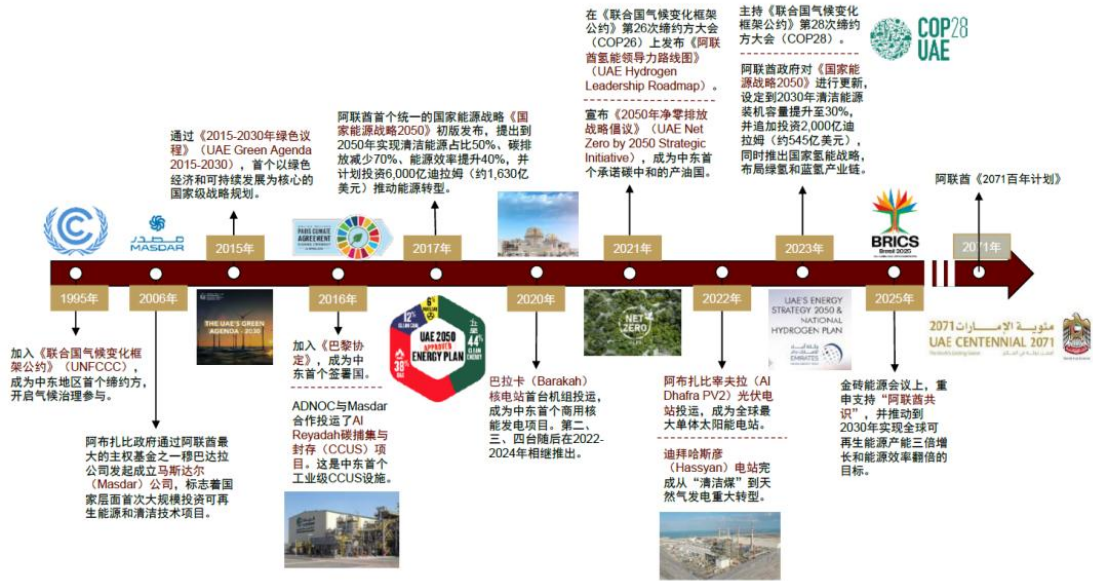 在《联合国气候变化框架
公约》第26次缔约方大会
（COP26）上发布《阿联
酋氢能领导力路线图》
（UAE Hydrogen
Leadership Roadmap）。
宣布《2050年净零排放
战略倡议》（UAE Net
Zero by 2050 Strategic
Initiative），成为中东首
个承诺碳中和的产油国。
主持《联合国气候变化
框架公约》第28次缔约
方大会（COP28）。
阿联酋政府对《国家能
源战略2050》进行更新，
设定到2030年清洁能源
装机容量提升至30%，
并追加投资2,000亿迪
拉姆（约545亿美元），
同时推出国家氢能战略，
布局绿氢和蓝氢产业链。
COP28
UAE
通过《2015-2030年绿色议
程》（UAE Green Agenda
2015-2030），首个以绿色
经济和可持续发展为核心的
国家级战略规划。
阿联酋首个统一的国家能源战略《国
家能源战略2050》初版发布，提出到
2050年实现清洁能源占比50%、碳排
放减少70%、能源效率提升40%，并
计划投资6,000亿迪拉姆（约1,630亿
美元）推动能源转型。
阿联酋《2071百年计划》
مصدر
MASDAR
PARIS CLIMATE
AGREEMENT
BRICS
Brasil 2025
2015年
2017年
2021年
2023年
2071年
1995年
2006年
2016年
2020年
2022年
2025年
THE UAE'S GREEN
AGENDA - 2030
12%
CLEAN COAL
6%
NUCLEAR
44%
CLEAN ENERGY
38%
GAS
UAE 2050
APPROVED
ENERGY PLAN
NET
ZERO
UAE'S ENERGY
STRATEGY 2050 &
NATIONAL
HYDROGEN PLAN
EMIRATES
2071 مئوية الإمارات
UAE CENTENNIAL 2071
加入《联合国气候变化框
架公约》（UNFCCC），
成为中东地区首个缔约方，
开启气候治理参与。
阿布扎比政府通过阿联酋最
大的主权基金之一穆巴达拉
公司发起成立马斯达尔
（Masdar）公司，标志着国
家层面首次大规模投资可再
生能源和清洁技术项目。
加入《巴黎协
定》，成为中
东首个签署国。
ADNOC与Masdar
合作投运了Al
Reyadah碳捕集与
封存（CCUS）项
目。这是中东首个
工业级CCUS设施。
巴拉卡（Barakah）
核电站首台机组投运，
成为中东首个商用核
能发电项目。第二、
三、四台随后在2022-
2024年相继推出。
阿布扎比宰夫拉（Al
Dhafra PV2）光伏电
站投运，成为全球最
大单体太阳能电站。
迪拜哈斯彦
（Hassyan）电站完
成从“清洁煤”到天
然气发电重大转型。
金砖能源会议上，重
申支持“阿联酋共
识”，并推动到
2030年实现全球可
再生能源产能三倍增
长和能源效率翻倍的
目标。